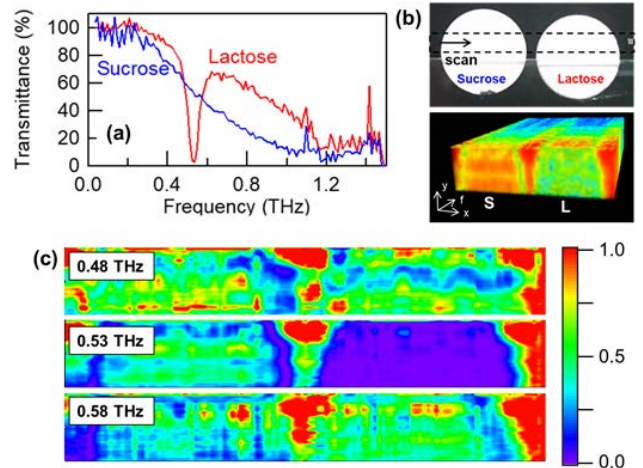 (a)
Transmittance (%)
100
80
60
40
20
0
Sucrose
Lactose
0.0
0.4
0.8
1.2
Frequency (THz)
(b)
scan
Sucrose
Lactose
y
f
x
S
L
(c)
0.48 THz
0.53 THz
0.58 THz
1.0
0.5
0.0